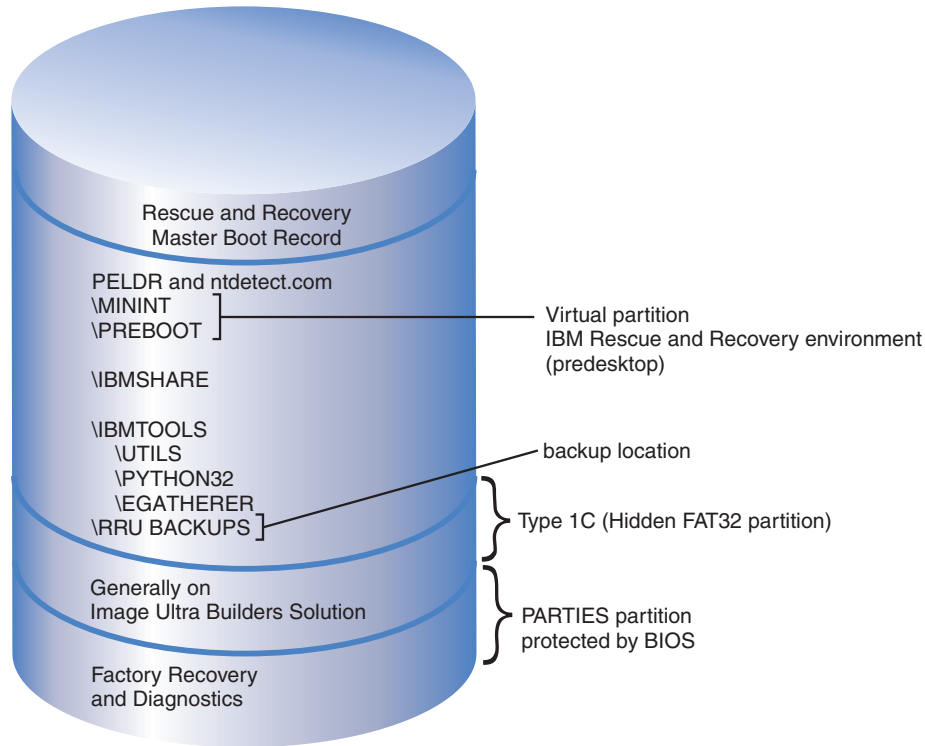 Rescue and Recovery
Master Boot Record
PELDR and ntdetect.com
\MININT
\PREBOOT
Virtual partition
IBM Rescue and Recovery environment
(predesktop)
\IBMSHARE
\IBMTOOLS
\UTILS
\PYTHON32
\EGATHERER
\RRU BACKUPS
backup location
Type 1C (Hidden FAT32 partition)
Generally on
Image Ultra Builders Solution
PARTIES partition
protected by BIOS
Factory Recovery
and Diagnostics